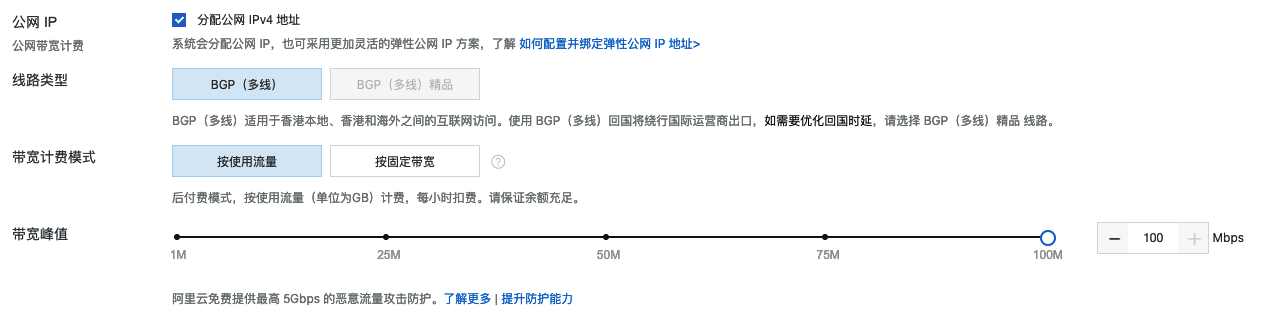 公网 IP
公网带宽计费
分配公网 IPv4 地址
系统会分配公网 IP，也可采用更加灵活的弹性公网 IP 方案，了解 如何配置并绑定弹性公网 IP 地址>
线路类型
BGP（多线）
BGP（多线）精品
BGP（多线）适用于香港本地、香港和海外之间的互联网访问。使用 BGP（多线）回国将绕行国际运营商出口，如需要优化回国时延，请选择 BGP（多线）精品 线路。
带宽计费模式
按使用流量
按固定带宽
?
后付费模式，按使用流量（单位为GB）计费，每小时扣费。请保证余额充足。
带宽峰值
1M
25M
50M
75M
100M
− 100 + Mbps
阿里云免费提供最高 5Gbps 的恶意流量攻击防护。了解更多 | 提升防护能力